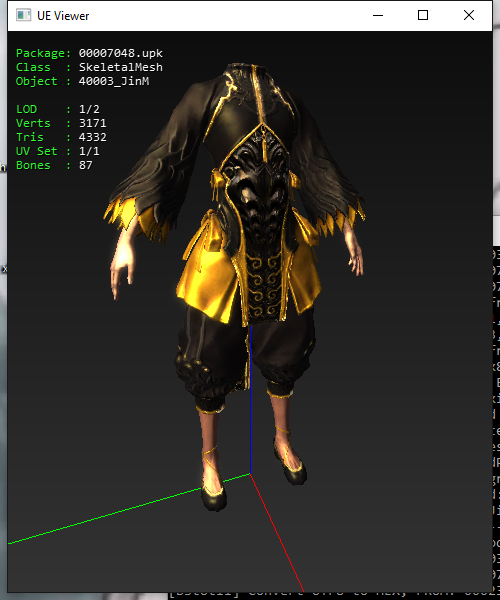 UE Viewer
Package: 00007048.upk
Class : SkeletalMesh
Object : 40003_JinM
LOD : 1/2
Verts : 3171
Tris : 4332
UV Set : 1/1
Bones : 87